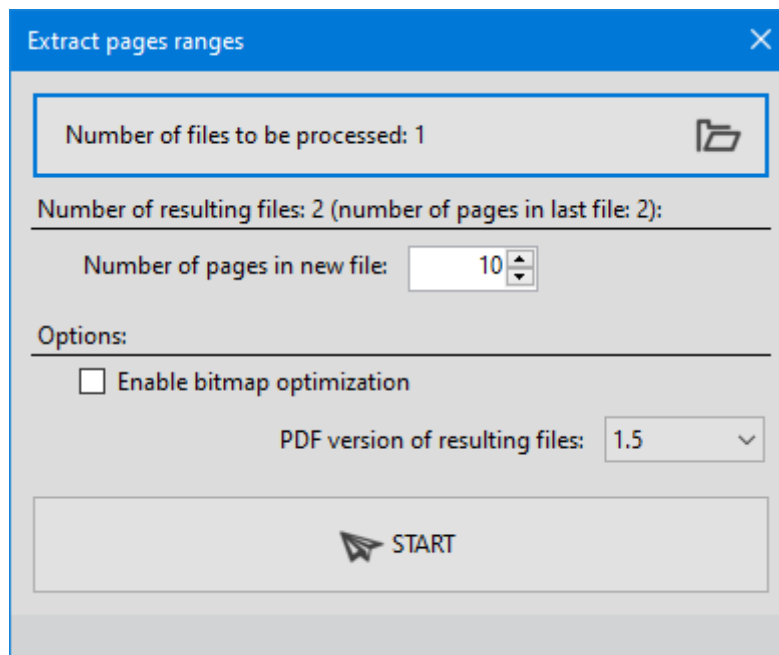 Extract pages ranges
Number of files to be processed: 1
Number of resulting files: 2 (number of pages in last file: 2):
Number of pages in new file: 10
Options:
Enable bitmap optimization
PDF version of resulting files: 1.5
START